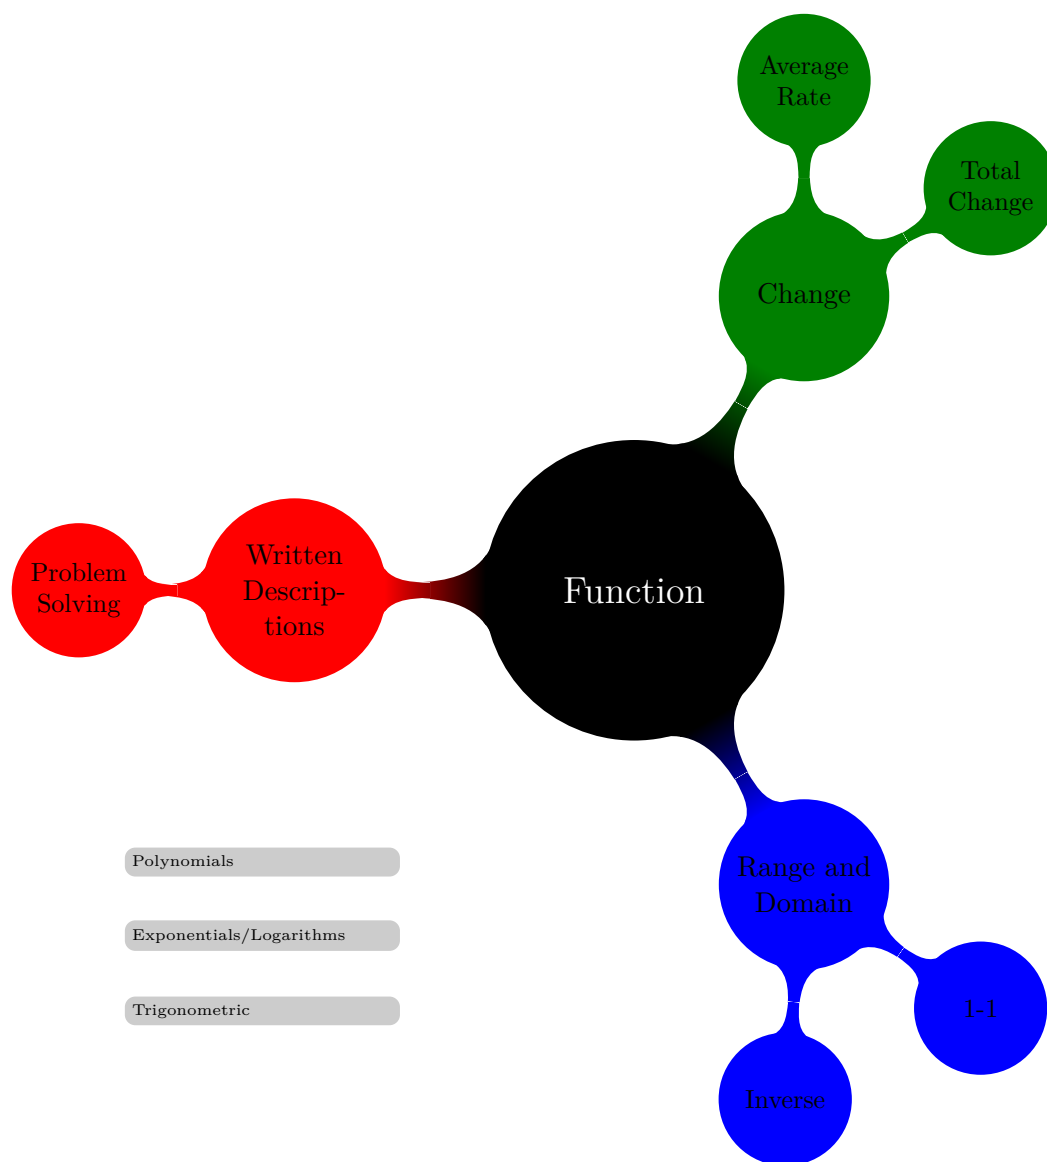 Average
Rate
Total
Change
Change
Function
Written
Descrip-
tions
Problem
Solving
Range and
Domain
1-1
Inverse
Polynomials
Exponentials/Logarithms
Trigonometric